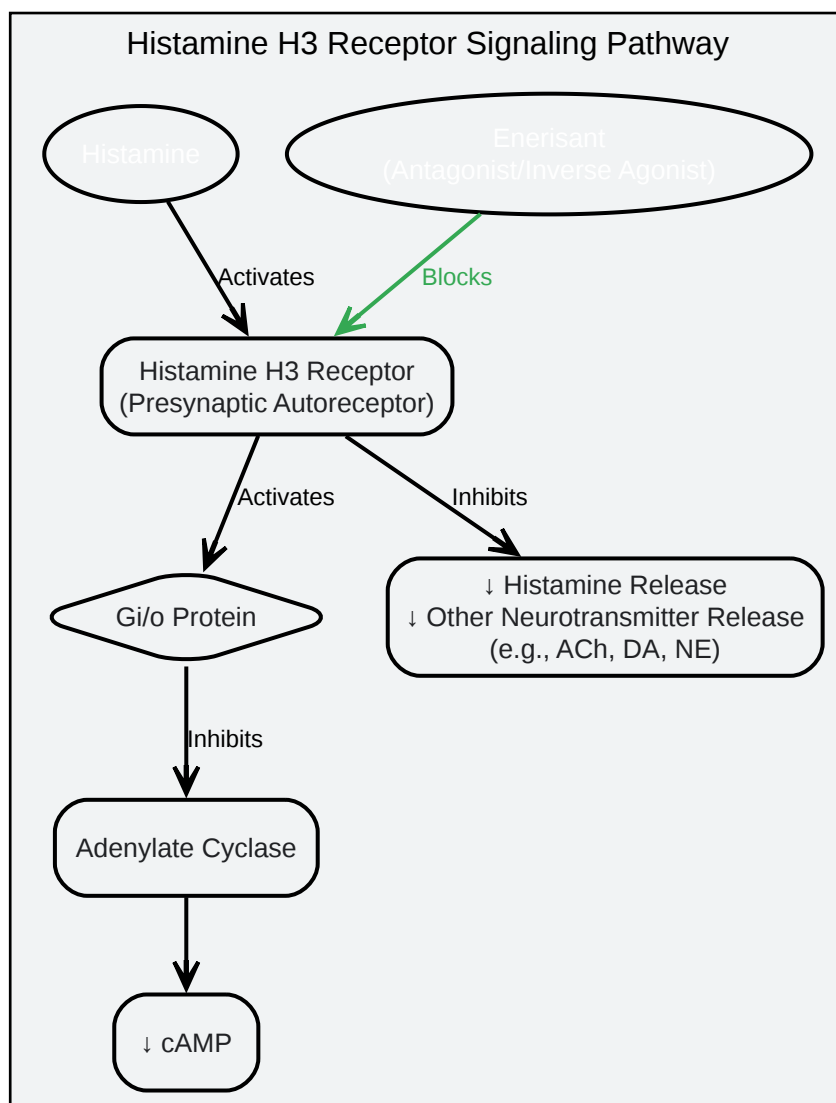 Histamine H3 Receptor Signaling Pathway
Histamine
Enerisant
(Antagonist/Inverse Agonist)
Activates
Blocks
Histamine H3 Receptor
(Presynaptic Autoreceptor)
Activates
Inhibits
Gi/o Protein
↓ Histamine Release
↓ Other Neurotransmitter Release
(e.g., ACh, DA, NE)
Inhibits
Adenylate Cyclase
↓ cAMP